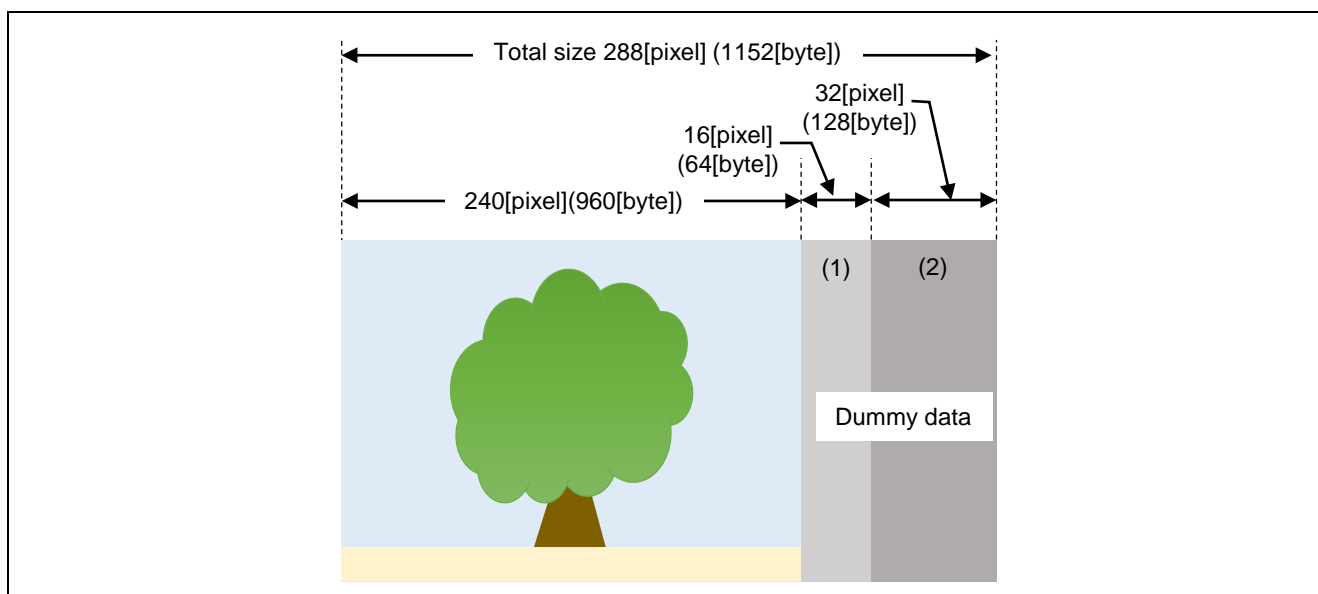 Total size 288[pixel] (1152[byte])
32[pixel]
(128[byte])
16[pixel]
(64[byte])
240[pixel](960[byte])
(1)
(2)
Dummy data